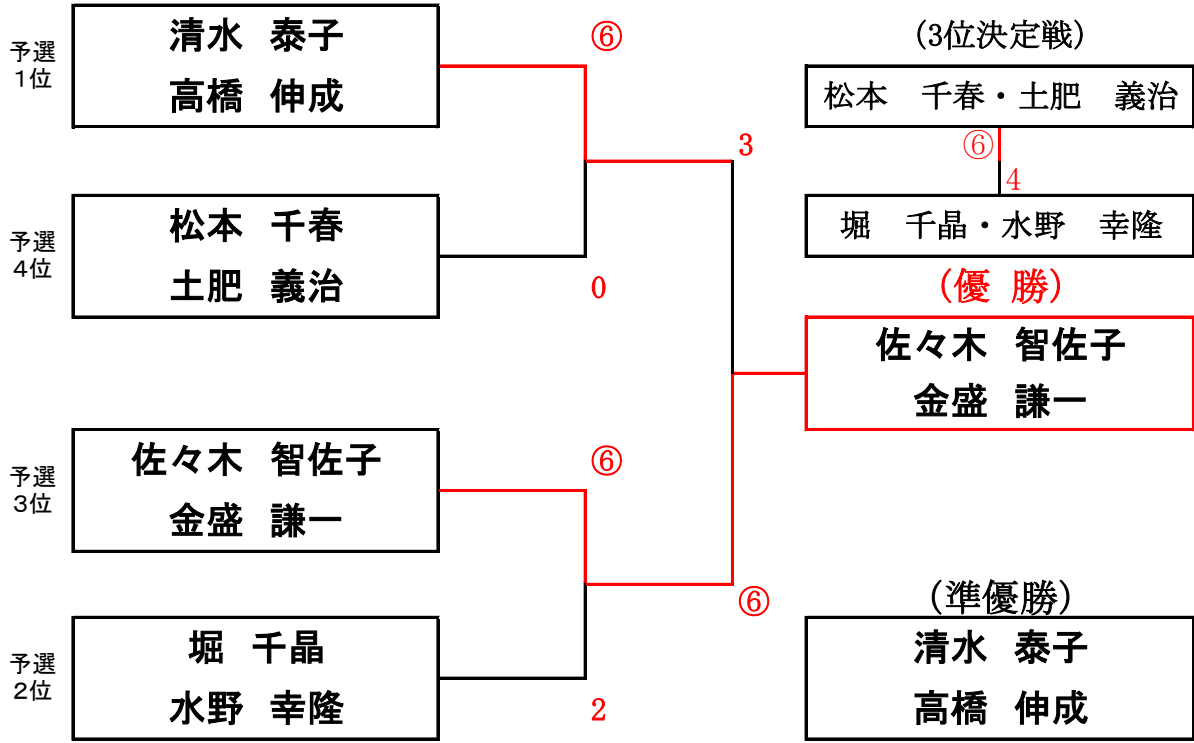 予選
1位
清水　泰子
高橋　伸成
⑥
予選
4位
松本　千春
土肥　義治
0
3
予選
3位
佐々木　智佐子
金盛　謙一
⑥
予選
2位
堀　千晶
水野　幸隆
2
⑥
(3位決定戦)
松本　千春・土肥　義治
⑥
4
堀　千晶・水野　幸隆
(優 勝)
佐々木　智佐子
金盛　謙一
(準優勝)
清水　泰子
高橋　伸成